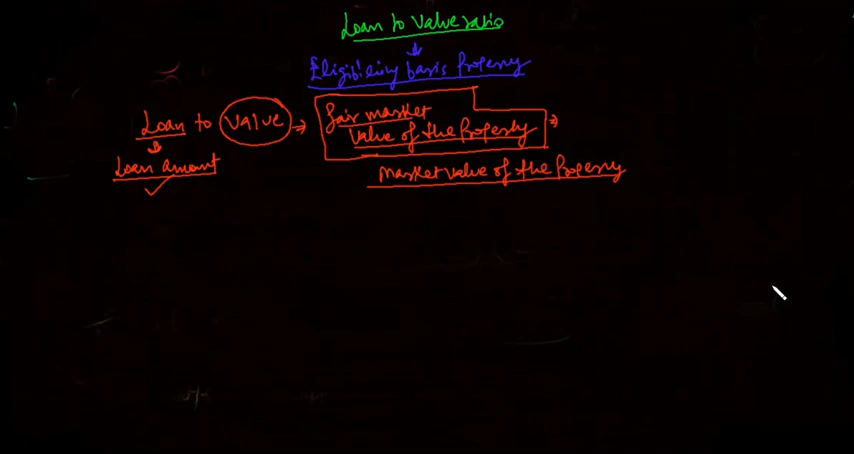 Loan to Value ratio
Eligibility basis Property
Loan to Value
fair market
Value of the Property
Loan amount
Market Value of the Property